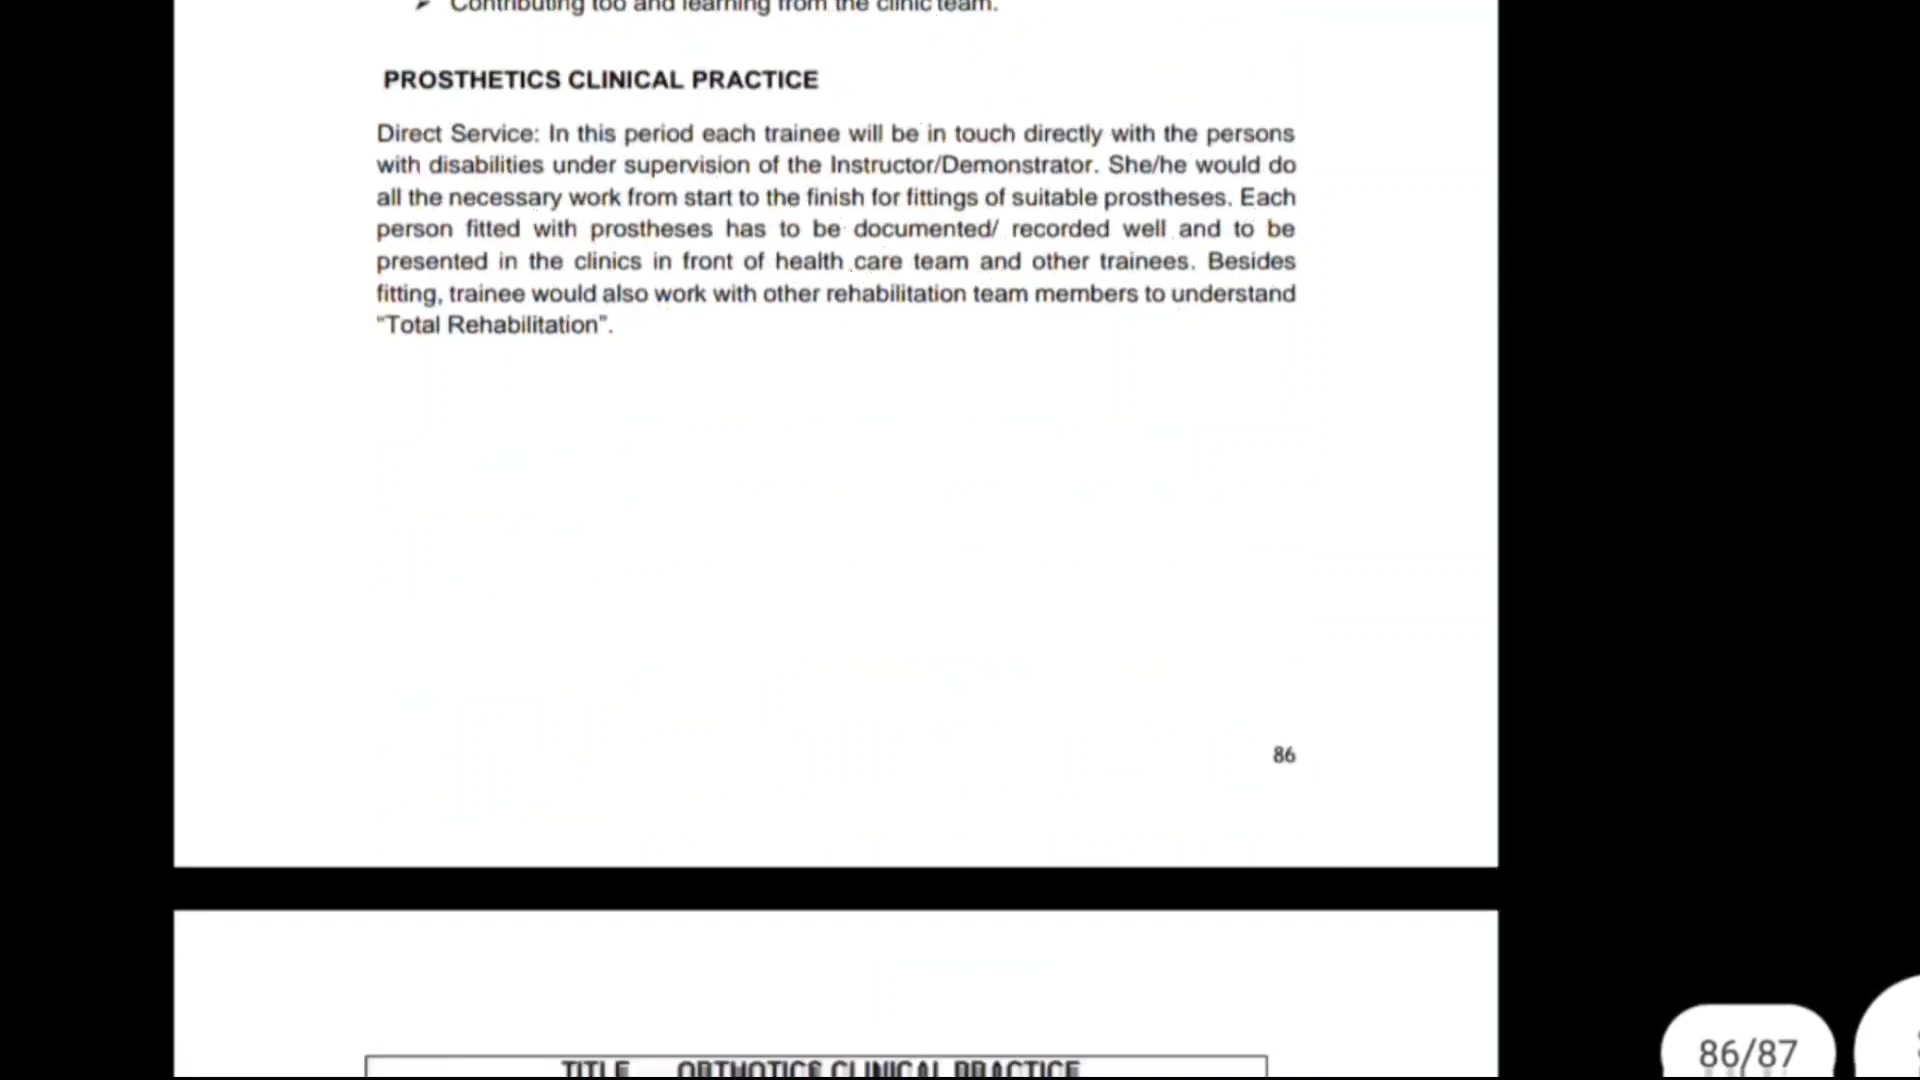 Contributing too and learning from the clinic team.
PROSTHETICS CLINICAL PRACTICE
Direct Service: In this period each trainee will be in touch directly with the persons
with disabilities under supervision of the Instructor/Demonstrator. She/he would do
all the necessary work from start to the finish for fittings of suitable prostheses. Each
person fitted with prostheses has to be documented/ recorded well and to be
presented in the clinics in front of health care team and other trainees. Besides
fitting, trainee would also work with other rehabilitation team members to understand
“Total Rehabilitation”.
86
TITLE ORTHOTICS CLINICAL PRACTICE
86/87